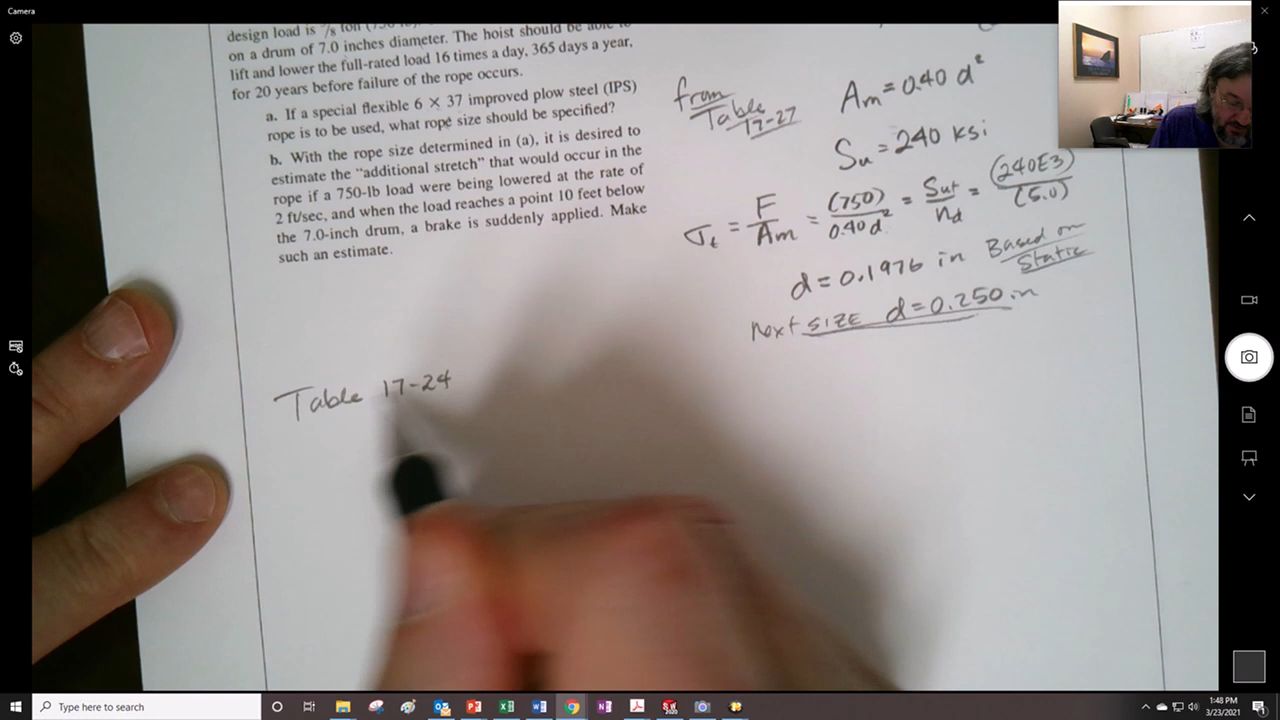 Camera
design load is 3/8 ton (750 lb).
on a drum of 7.0 inches diameter. The hoist should be able to
lift and lower the full-rated load 16 times a day, 365 days a year,
for 20 years before failure of the rope occurs.
a. If a special flexible 6 × 37 improved plow steel (IPS)
rope is to be used, what rope size should be specified?
b. With the rope size determined in (a), it is desired to
estimate the “additional stretch” that would occur in the
rope if a 750-lb load were being lowered at the rate of
2 ft/sec, and when the load reaches a point 10 feet below
the 7.0-inch drum, a brake is suddenly applied. Make
such an estimate.
from
Table
17-27
Am = 0.40 d²
Su = 240 ksi
σt = F/Am = (750)/0.40d² = Sut/nd = (240E3)/(5.0)
d = 0.1976 in Based on
Static
next SIZE d = 0.250 in
Table 17-24
Type here to search
1:48 PM
3/23/2021